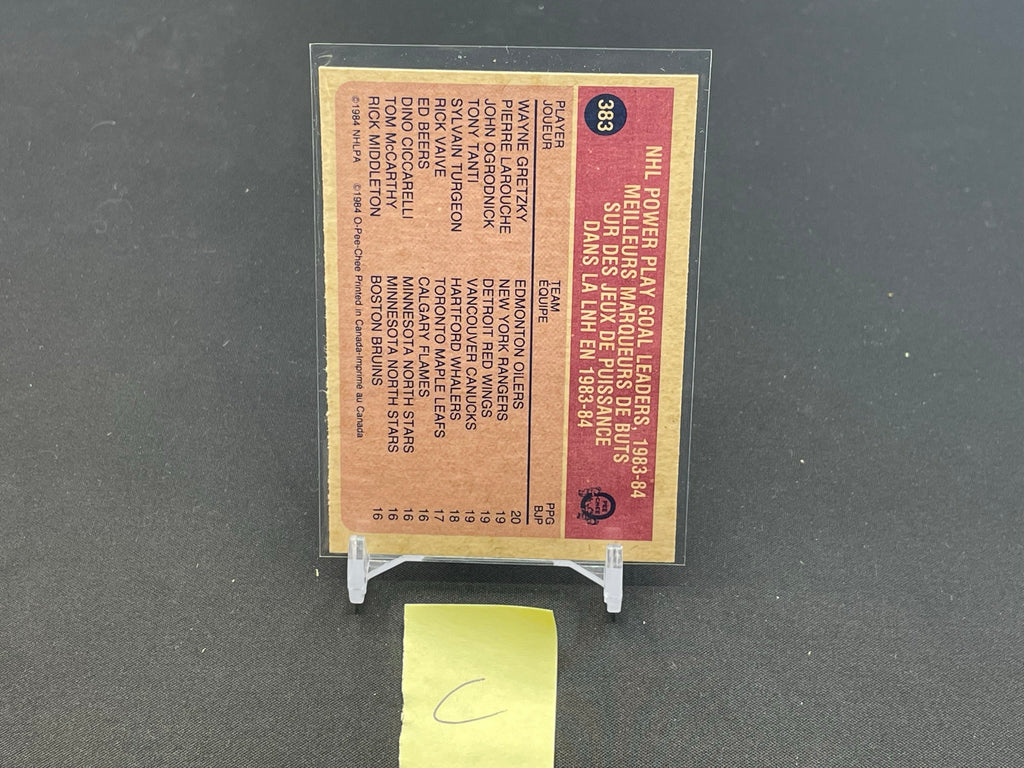 383
NHL POWER PLAY GOAL LEADERS, 1983-84
MEILLEURS MARQUEURS DE BUTS
SUR DES JEUX DE PUISSANCE
DANS LA LNH EN 1983-84
O PEE CHEE
PLAYER TEAM PPG
JOUEUR ÉQUIPE BJP
WAYNE GRETZKY EDMONTON OILERS 20
PIERRE LAROUCHE NEW YORK RANGERS 19
JOHN OGRODNICK DETROIT RED WINGS 19
TONY TANTI VANCOUVER CANUCKS 19
SYLVAIN TURGEON HARTFORD WHALERS 18
RICK VAIVE TORONTO MAPLE LEAFS 17
ED BEERS CALGARY FLAMES 16
DINO CICCARELLI MINNESOTA NORTH STARS 16
TOM McCARTHY MINNESOTA NORTH STARS 16
RICK MIDDLETON BOSTON BRUINS 16
©1984 NHLPA ©1984 O-Pee-Chee Printed in Canada-Imprimé au Canada
C